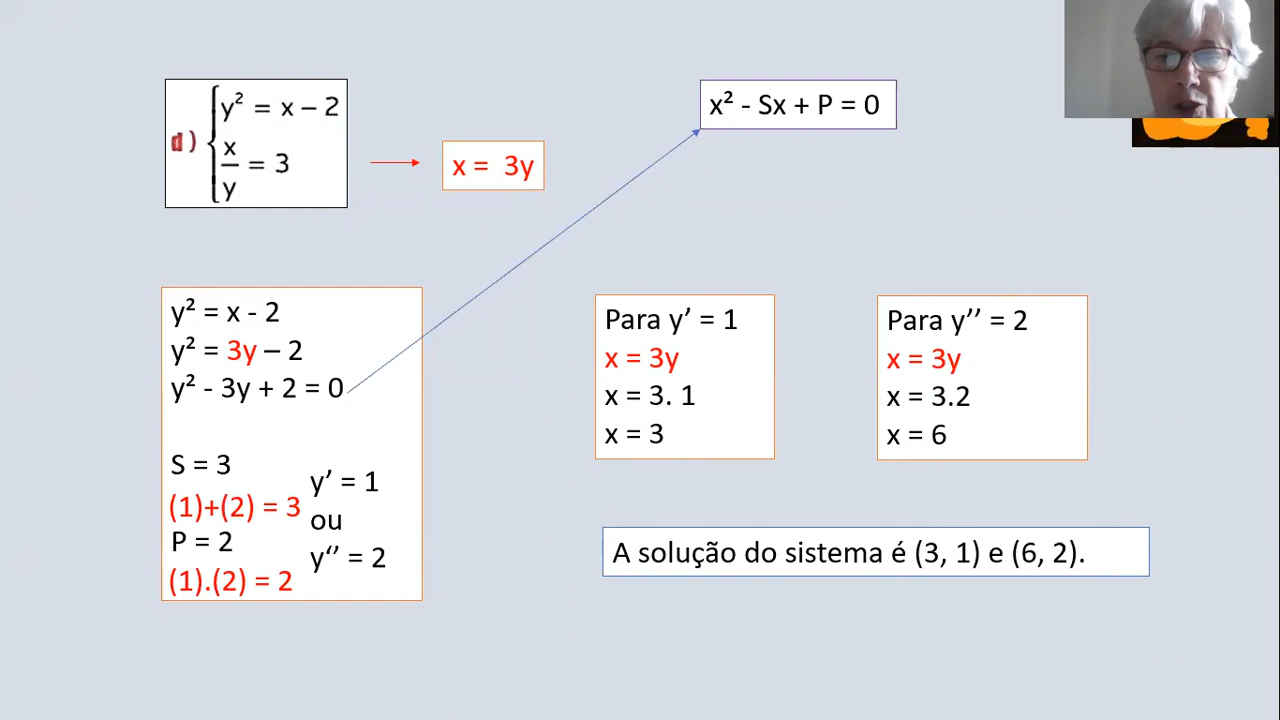 d)
y² = x – 2
x
y
= 3
x = 3y
x² - Sx + P = 0
y² = x - 2
y² = 3y – 2
y² - 3y + 2 = 0
S = 3
(1)+(2) = 3
P = 2
(1).(2) = 2
y’ = 1
ou
y’’ = 2
Para y’ = 1
x = 3y
x = 3. 1
x = 3
Para y’’ = 2
x = 3y
x = 3.2
x = 6
A solução do sistema é (3, 1) e (6, 2).